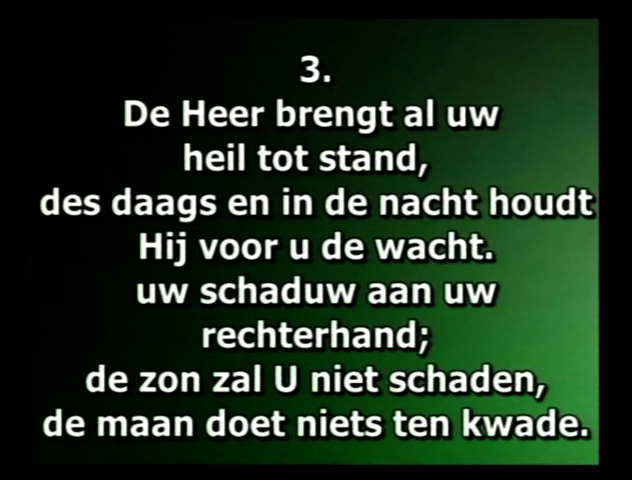 3.
De Heer brengt al uw
heil tot stand,
des daags en in de nacht houdt
Hij voor u de wacht.
uw schaduw aan uw
rechterhand;
de zon zal U niet schaden,
de maan doet niets ten kwade.